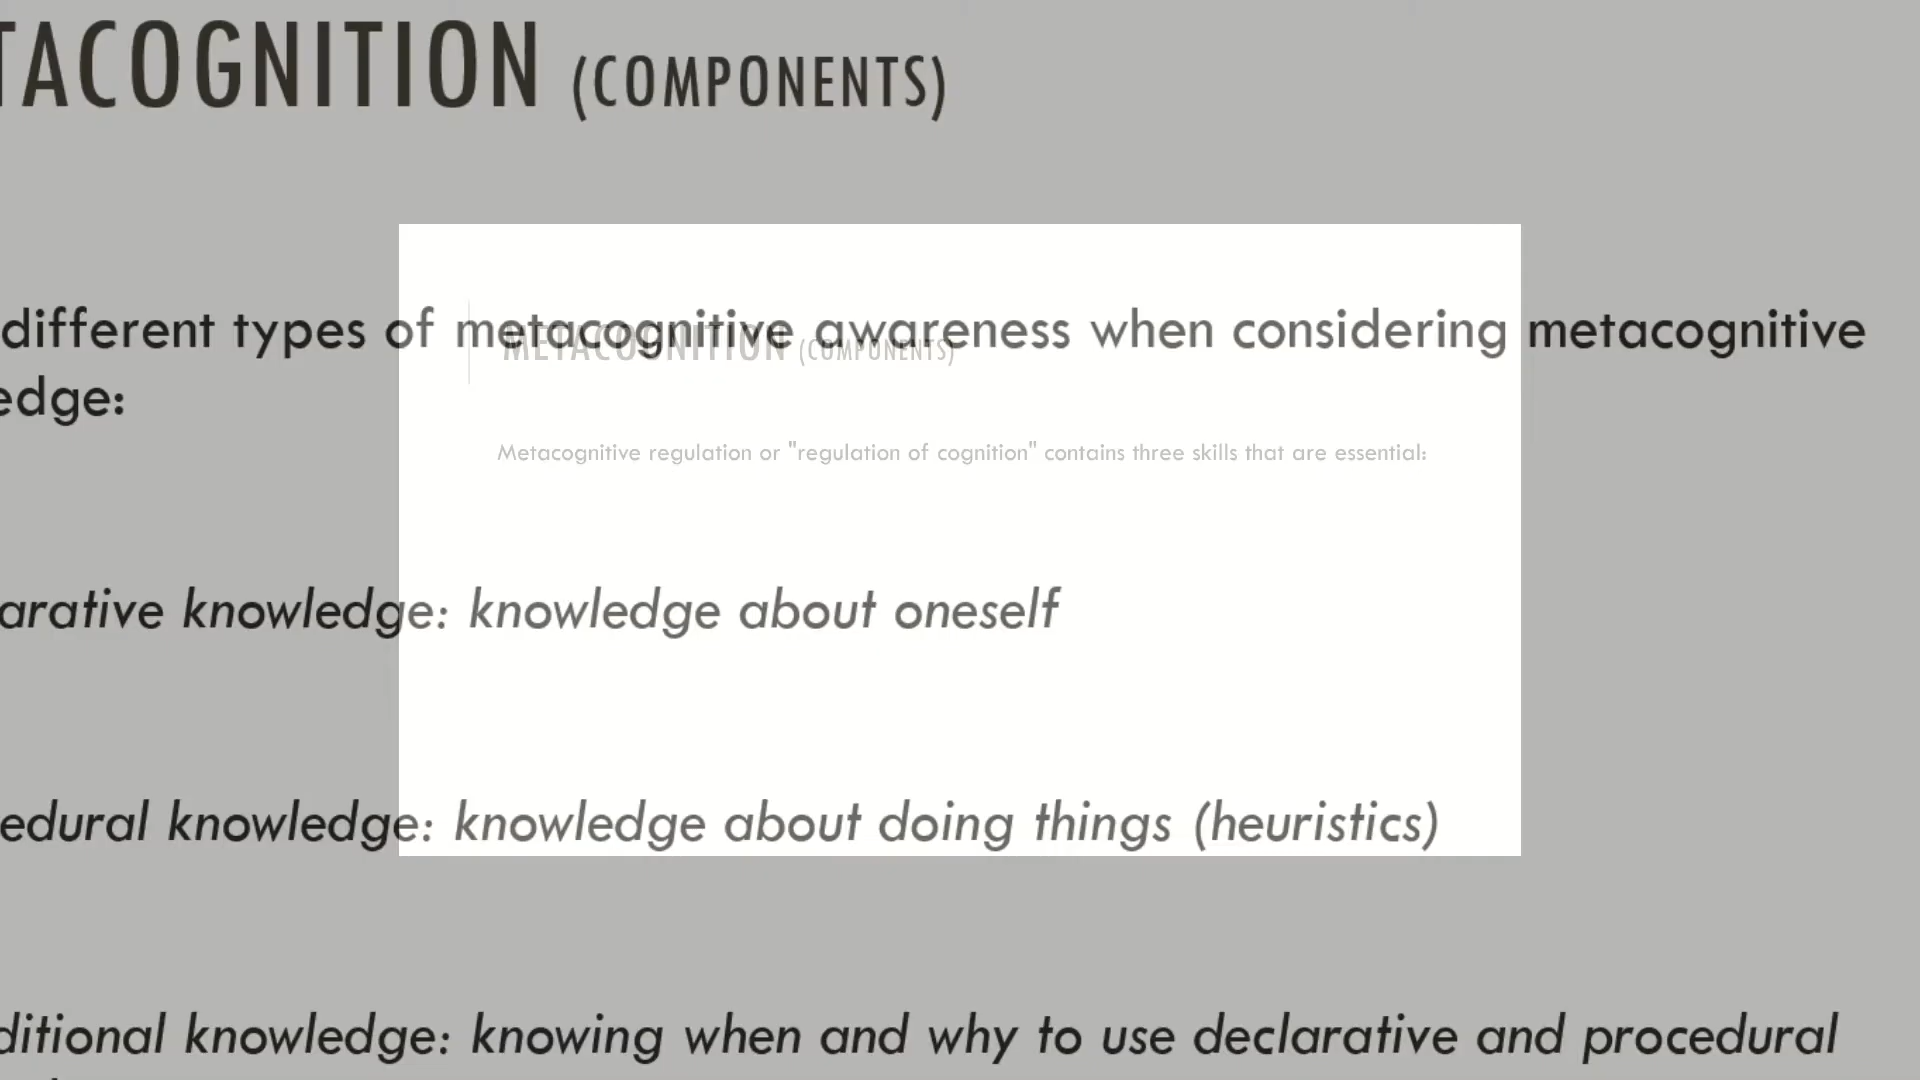 TACOGNITION (COMPONENTS)
different types of metacognitive awareness when considering metacognitive
edge:
arative knowledge: knowledge about oneself
edural knowledge: knowledge about doing things (heuristics)
ditional knowledge: knowing when and why to use declarative and procedural
METACOGNITION (COMPONENTS)
Metacognitive regulation or "regulation of cognition" contains three skills that are essential: